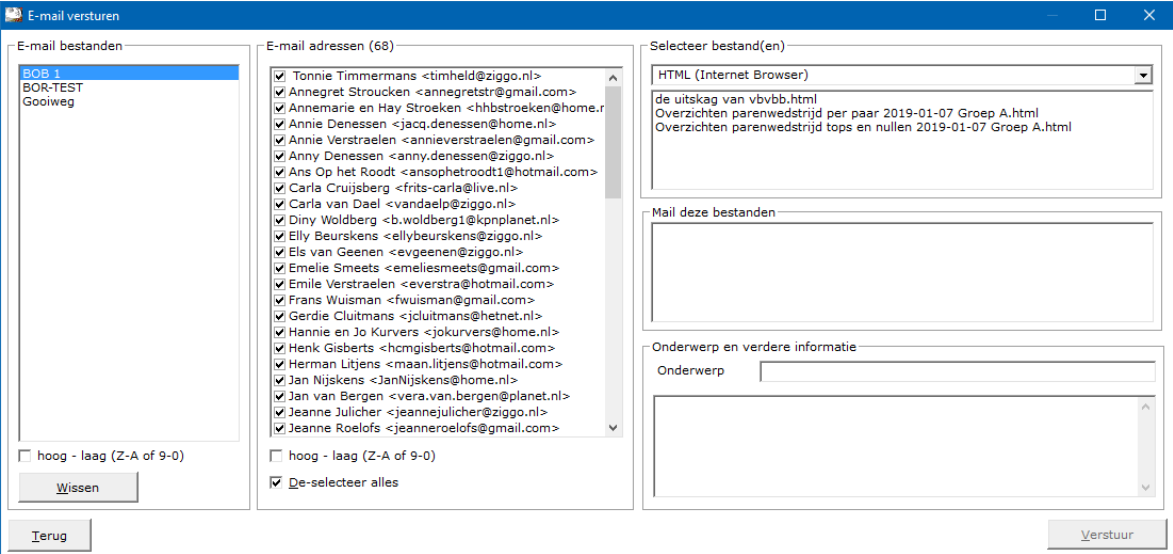 E-mail versturen
E-mail bestanden
BOB 1
BOR-TEST
Gooiweg
hoog - laag (Z-A of 9-0)
Wissen
Terug
E-mail adressen (68)
Tonnie Timmermans <timheld@ziggo.nl>
Annegret Stroucken <annegretstr@gmail.com>
Annemarie en Hay Stroeken <hhbstroeken@home.r
Annie Denessen <jacq.denessen@home.nl>
Annie Verstraelen <annieverstraelen@gmail.com>
Anny Denessen <anny.denessen@ziggo.nl>
Ans Op het Roodt <ansophetroodt1@hotmail.com>
Carla Cruijsberg <frits-carla@live.nl>
Carla van Dael <vandaelp@ziggo.nl>
Diny Woldberg <b.woldberg1@kpnplanet.nl>
Elly Beurskens <ellybeurskens@ziggo.nl>
Els van Geenen <evgeenen@ziggo.nl>
Emelie Smeets <emeliesmeets@gmail.com>
Emile Verstraelen <everstra@hotmail.com>
Frans Wuisman <fwuisman@gmail.com>
Gerdie Cluitmans <jcluitmans@hetnet.nl>
Hannie en Jo Kurvers <jokurvers@home.nl>
Henk Gisberts <hcmgisberts@hotmail.com>
Herman Litjens <maan.litjens@hotmail.com>
Jan Nijskens <JanNijskens@home.nl>
Jan van Bergen <vera.van.bergen@planet.nl>
Jeanne Julicher <jeannejulicher@ziggo.nl>
Jeanne Roelofs <jeanneroelofs@gmail.com>
hoog - laag (Z-A of 9-0)
De-selecteer alles
Selecteer bestand(en)
HTML (Internet Browser)
de uitskag van vbvbb.html
Overzichten parenwedstrijd per paar 2019-01-07 Groep A.html
Overzichten parenwedstrijd tops en nullen 2019-01-07 Groep A.html
Mail deze bestanden
Onderwerp en verdere informatie
Onderwerp
Verstuur